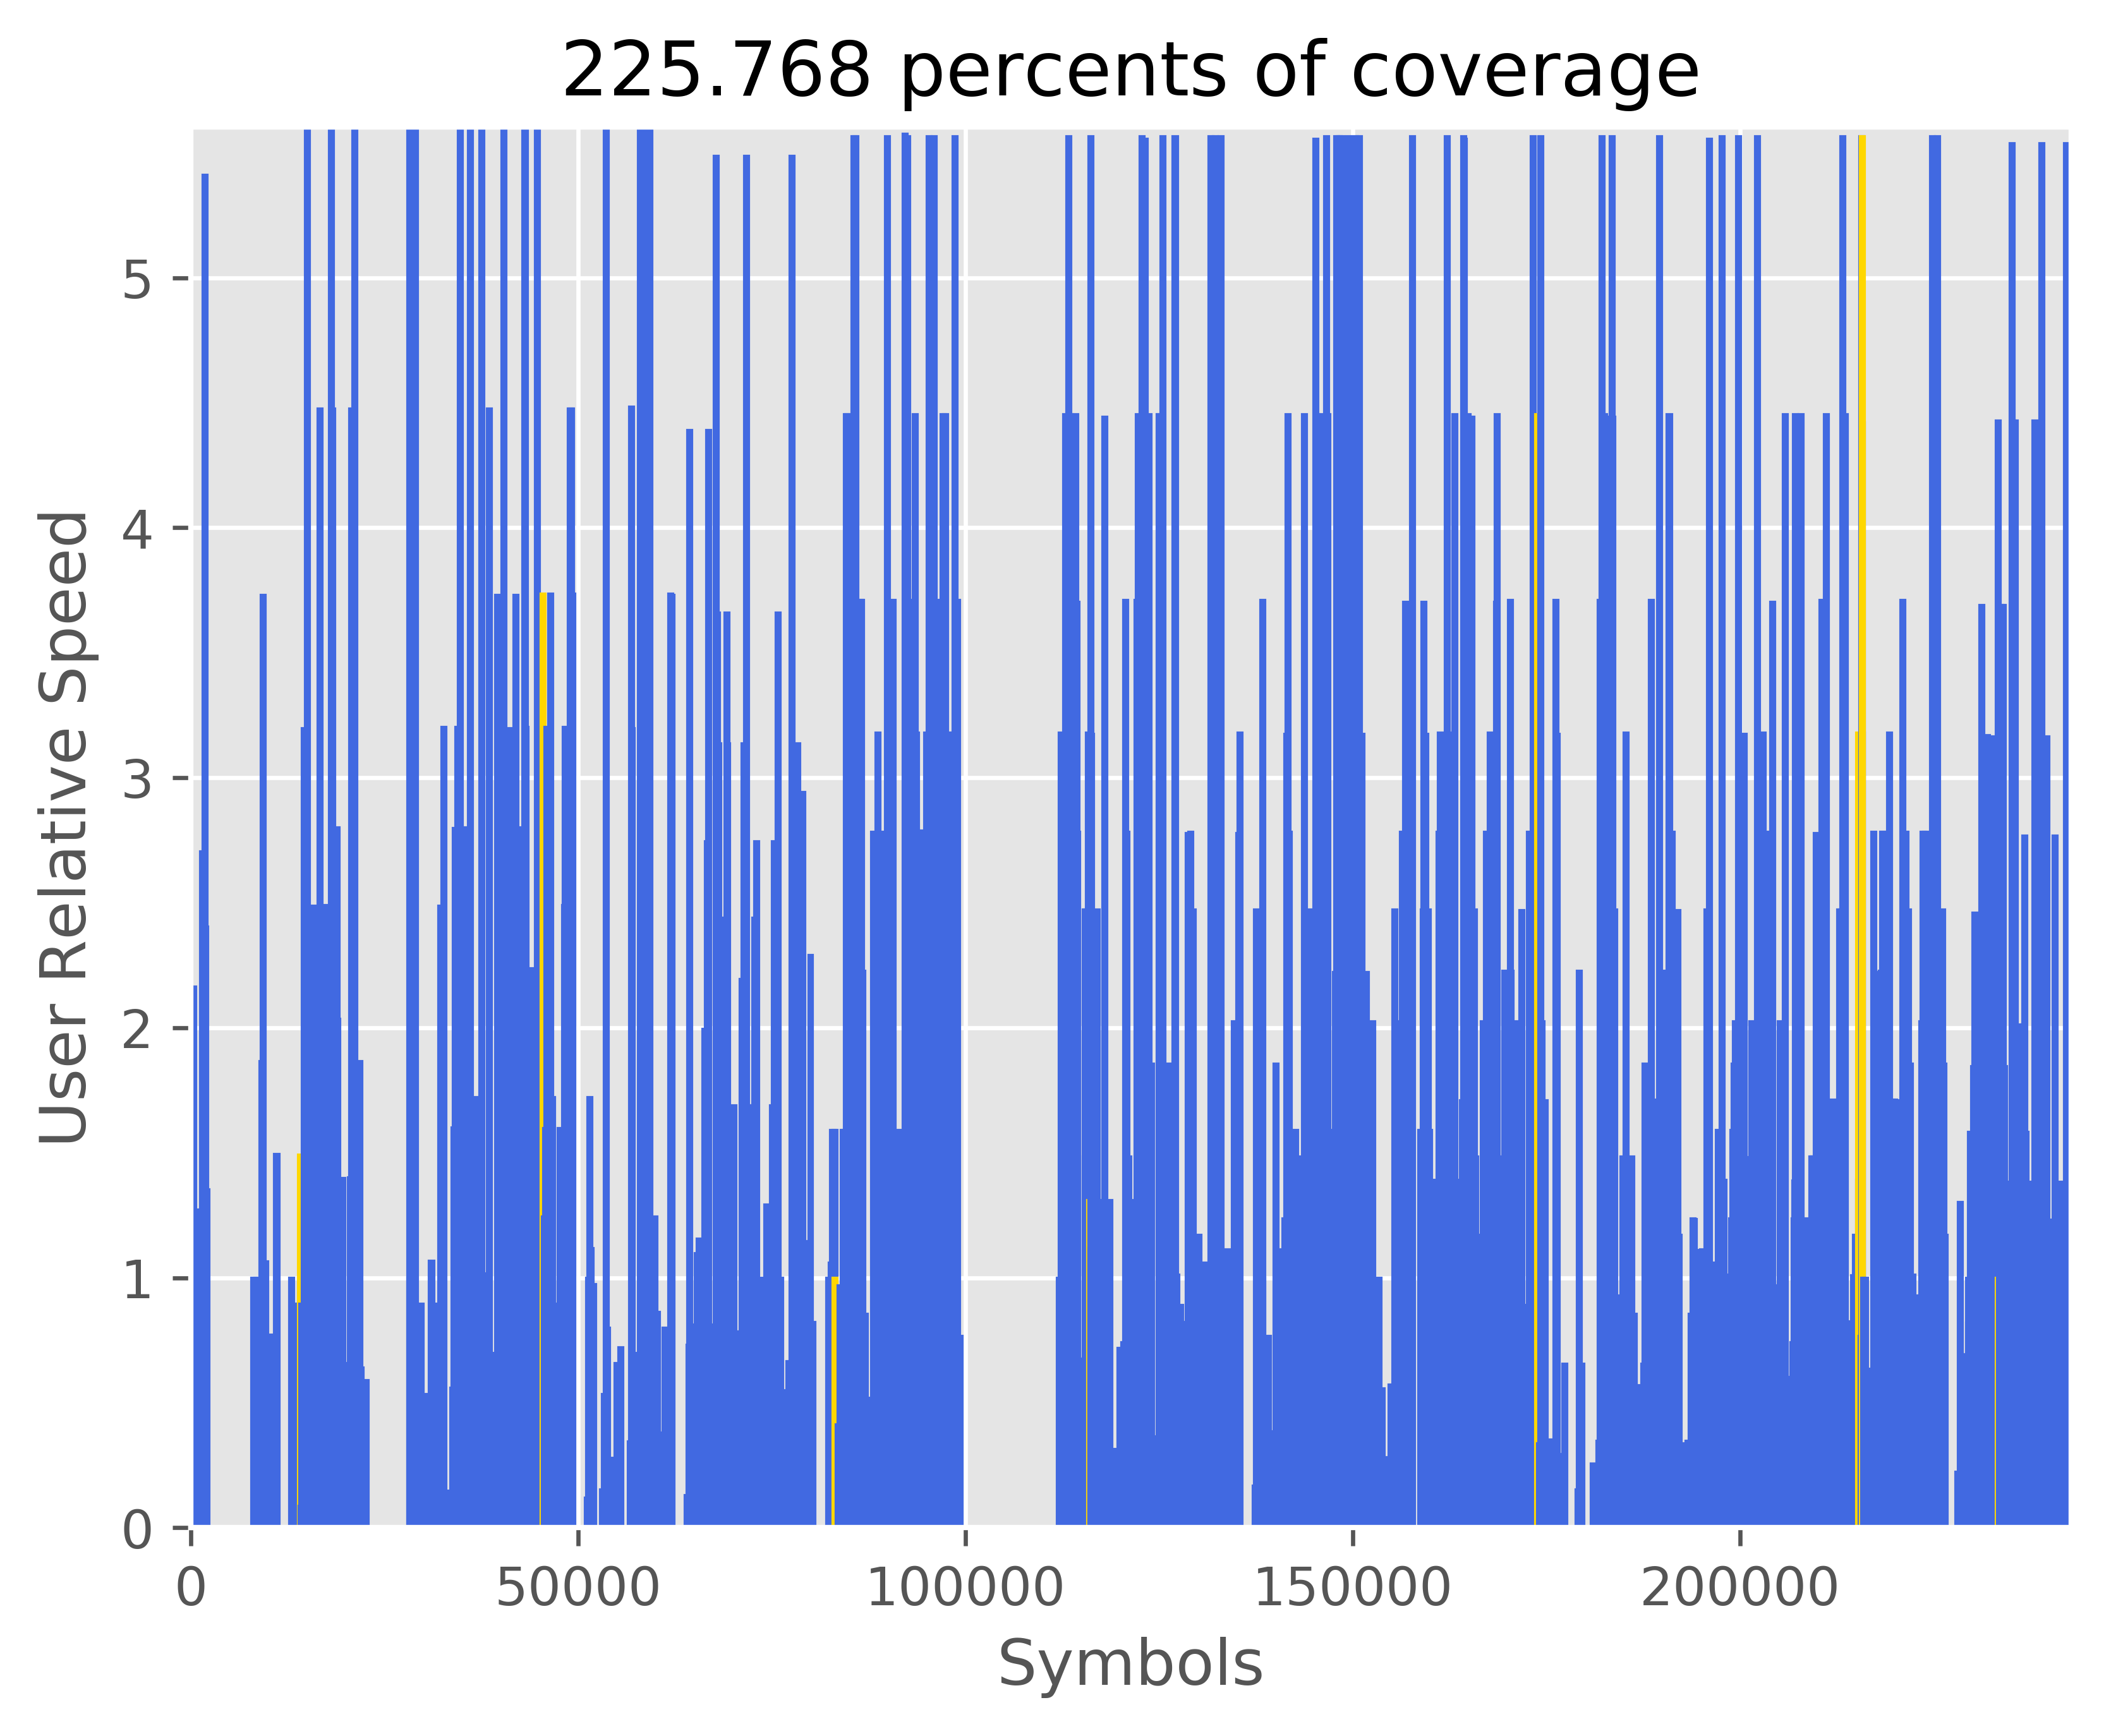 225.768 percents of coverage
User Relative Speed
5
4
3
2
1
0
0 50000 100000 150000 200000
Symbols